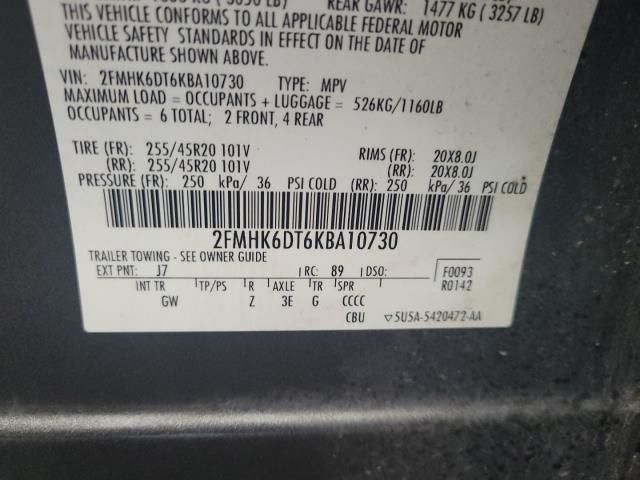 REAR GAWR: 1477 KG ( 3257 LB)
THIS VEHICLE CONFORMS TO ALL APPLICABLE FEDERAL MOTOR
VEHICLE SAFETY STANDARDS IN EFFECT ON THE DATE OF
MANUFACTURE SHOWN ABOVE.
VIN: 2FMHK6DT6KBA10730 TYPE: MPV
MAXIMUM LOAD = OCCUPANTS + LUGGAGE = 526KG/1160LB
OCCUPANTS = 6 TOTAL; 2 FRONT, 4 REAR
TIRE (FR): 255/45R20 101V RIMS (FR): 20X8.0J
(RR): 255/45R20 101V (RR): 20X8.0J
PRESSURE (FR): 250 kPa/ 36 PSI COLD (RR): 250 kPa/ 36 PSI COLD
2FMHK6DT6KBA10730
TRAILER TOWING - SEE OWNER GUIDE
EXT PNT: J7 RC: 89 DSO: F0093
R0142
INT TR TP/PS R AXLE TR SPR
GW Z 3E G CCCC
CBU ▽5U5A-5420472-AA